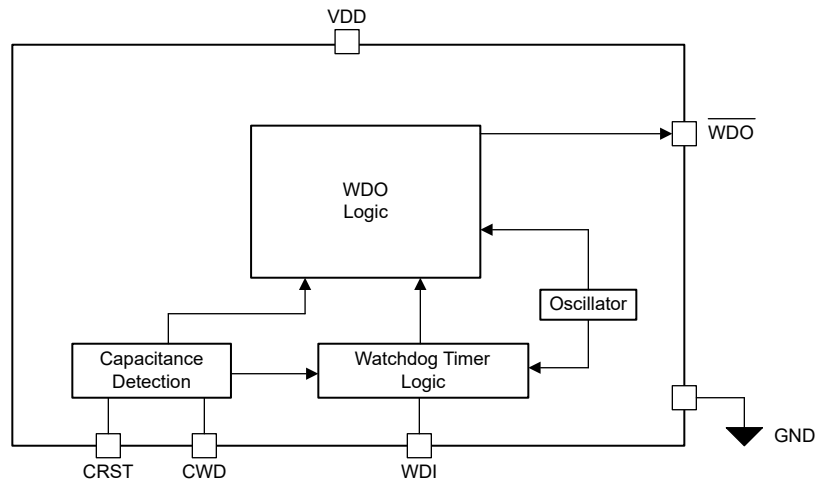 VDD
WDO
WDO
Logic
Oscillator
Capacitance
Detection
Watchdog Timer
Logic
GND
CRST
CWD
WDI